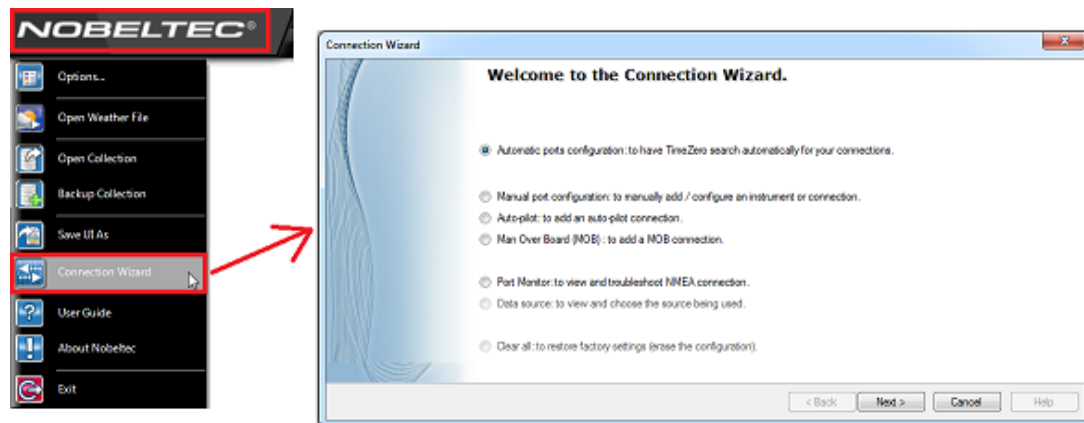 NOBELTEC®
Options...
Open Weather File
Open Collection
Backup Collection
Save UI As
Connection Wizard
User Guide
About Nobeltec
Exit
Connection Wizard
Welcome to the Connection Wizard.
Automatic ports configuration: to have TimeZero search automatically for your connections.
Manual port configuration: to manually add / configure an instrument or connection.
Auto-pilot: to add an auto-pilot connection.
Man Over Board (MOB) : to add a MOB connection.
Port Monitor: to view and troubleshoot NMEA connection.
Data source: to view and choose the source being used.
Clear all: to restore factory settings (erase the configuration).
< Back
Next >
Cancel
Help